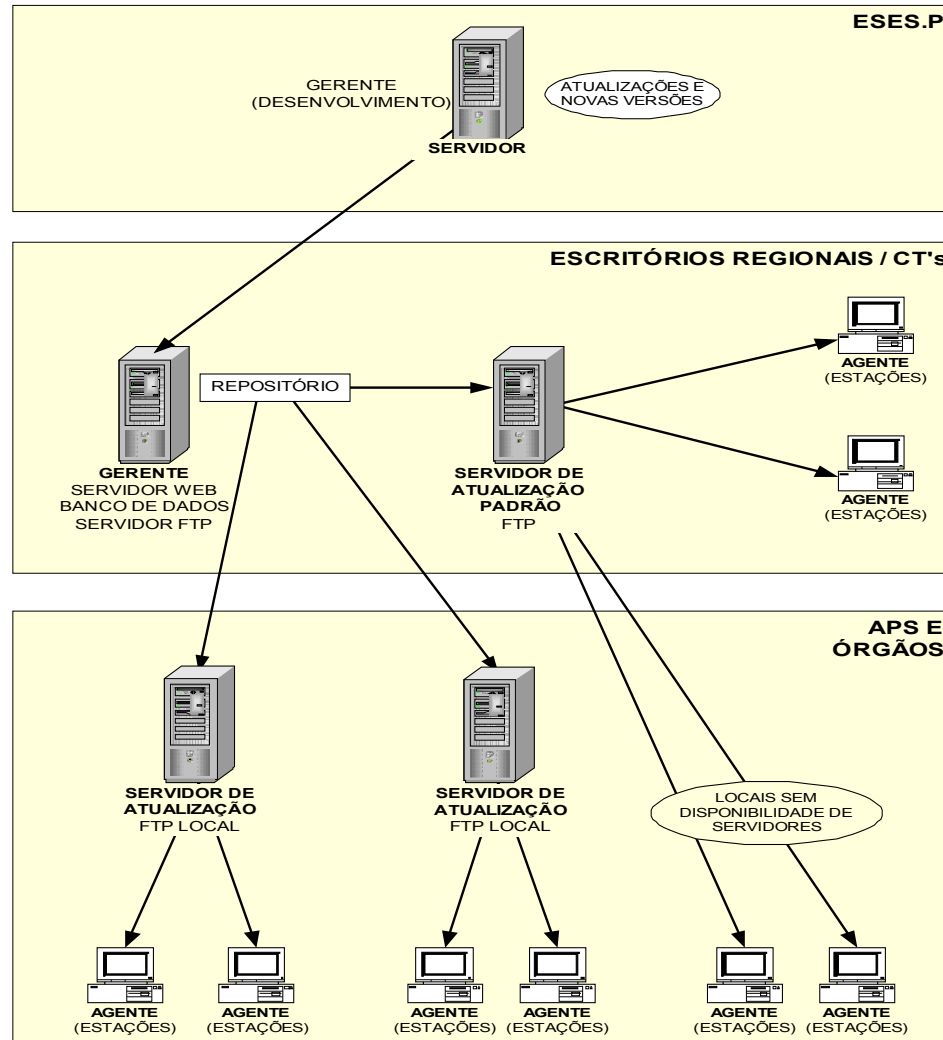 ESES.P
GERENTE
(DESENVOLVIMENTO)
ATUALIZAÇÕES E
NOVAS VERSÕES
SERVIDOR
ESCRITÓRIOS REGIONAIS / CT's
REPOSITÓRIO
AGENTE
(ESTAÇÕES)
GERENTE
SERVIDOR WEB
BANCO DE DADOS
SERVIDOR FTP
SERVIDOR DE
ATUALIZAÇÃO
PADRÃO
FTP
AGENTE
(ESTAÇÕES)
APS E
ÓRGÃOS
SERVIDOR DE
ATUALIZAÇÃO
FTP LOCAL
SERVIDOR DE
ATUALIZAÇÃO
FTP LOCAL
LOCAIS SEM
DISPONIBILIDADE DE
SERVIDORES
AGENTE
(ESTAÇÕES)
AGENTE
(ESTAÇÕES)
AGENTE
(ESTAÇÕES)
AGENTE
(ESTAÇÕES)
AGENTE
(ESTAÇÕES)
AGENTE
(ESTAÇÕES)